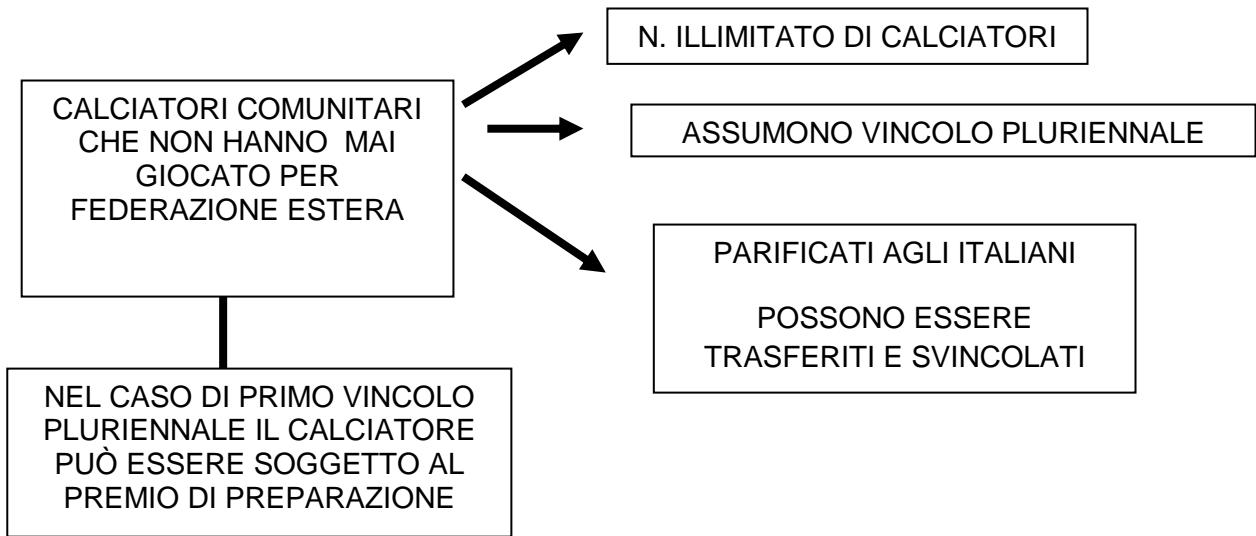 N. ILLIMITATO DI CALCIATORI
CALCIATORI COMUNITARI
CHE NON HANNO MAI
GIOCATO PER
FEDERAZIONE ESTERA
ASSUMONO VINCOLO PLURIENNALE
PARIFICATI AGLI ITALIANI
POSSONO ESSERE
TRASFERITI E SVINCOLATI
NEL CASO DI PRIMO VINCOLO
PLURIENNALE IL CALCIATORE
PUÒ ESSERE SOGGETTO AL
PREMIO DI PREPARAZIONE